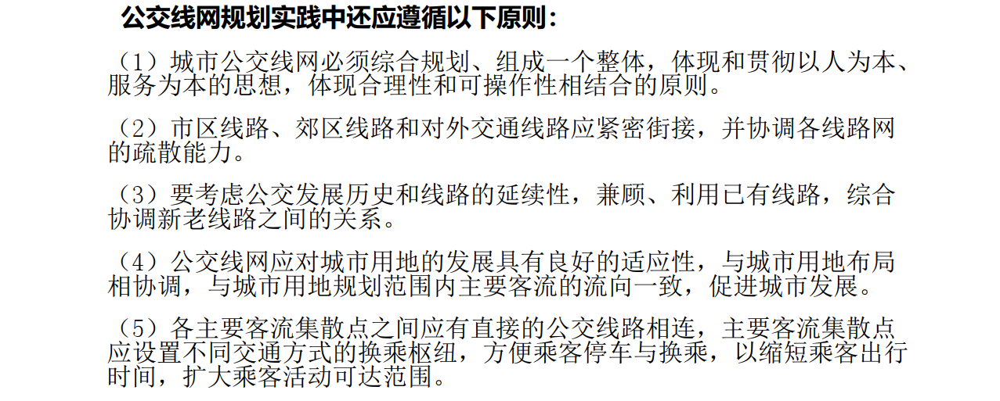 公交线网规划实践中还应遵循以下原则：
（1）城市公交线网必须综合规划、组成一个整体，体现和贯彻以人为本、
服务为本的思想，体现合理性和可操作性相结合的原则。
（2）市区线路、郊区线路和对外交通线路应紧密街接，并协调各线路网
的疏散能力。
（3）要考虑公交发展历史和线路的延续性，兼顾、利用已有线路，综合
协调新老线路之间的关系。
（4）公交线网应对城市用地的发展具有良好的适应性，与城市用地布局
相协调，与城市用地规划范围内主要客流的流向一致，促进城市发展。
（5）各主要客流集散点之间应有直接的公交线路相连，主要客流集散点
应设置不同交通方式的换乘枢纽，方便乘客停车与换乘，以缩短乘客出行
时间，扩大乘客活动可达范围。